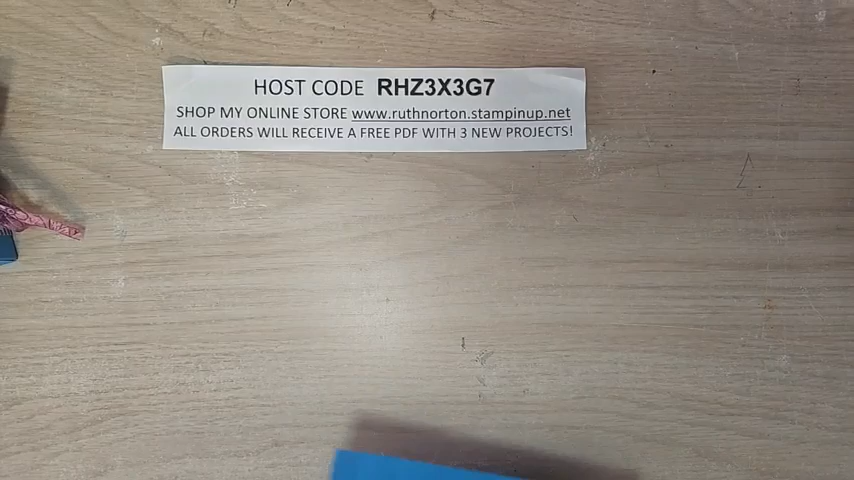 HOST CODE RHZ3X3G7
SHOP MY ONLINE STORE www.ruthnorton.stampinup.net
ALL ORDERS WILL RECEIVE A FREE PDF WITH 3 NEW PROJECTS!